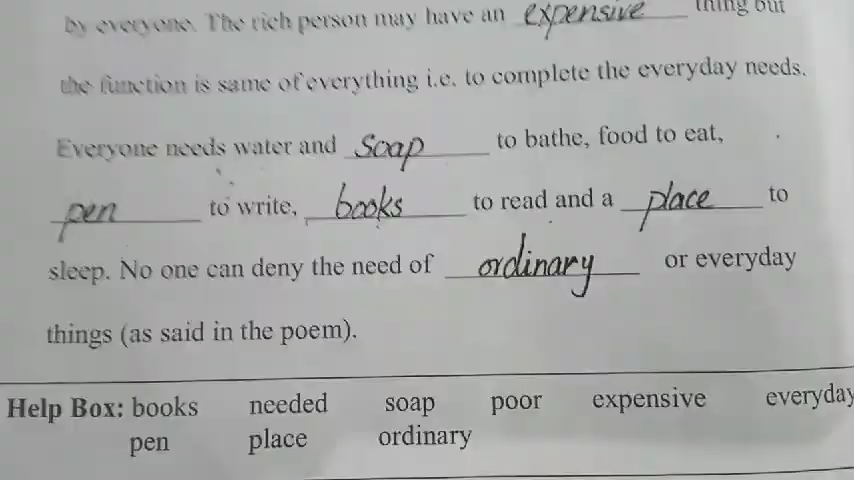 by everyone. The rich person may have an expensive thing but
the function is same of everything i.e. to complete the everyday needs.
Everyone needs water and soap to bathe, food to eat,
pen to write, books to read and a place to
sleep. No one can deny the need of ordinary or everyday
things (as said in the poem).
Help Box: books needed soap poor expensive everyday
pen place ordinary